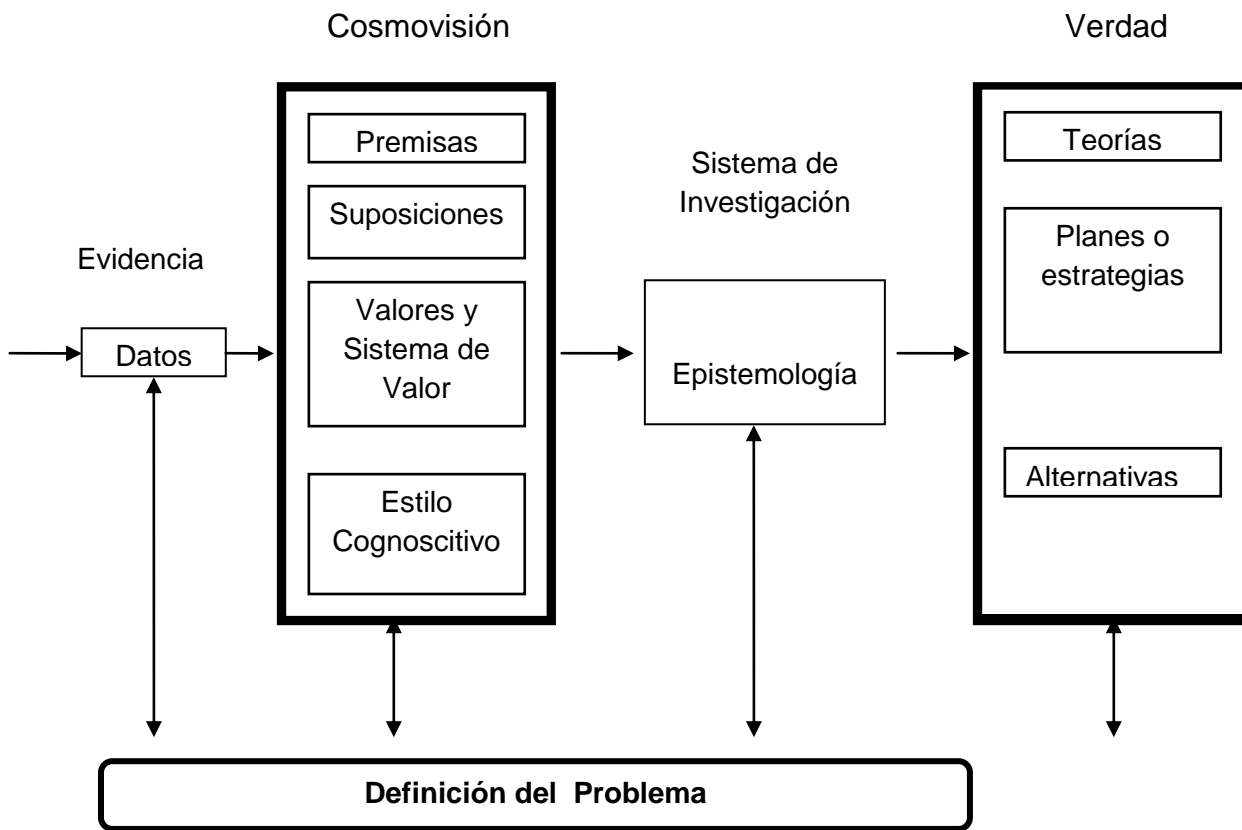 Cosmovisión
Verdad
Premisas
Suposiciones
Valores y
Sistema de
Valor
Estilo
Cognoscitivo
Evidencia
Datos
Sistema de
Investigación
Epistemología
Teorías
Planes o
estrategias
Alternativas
Definición del  Problema